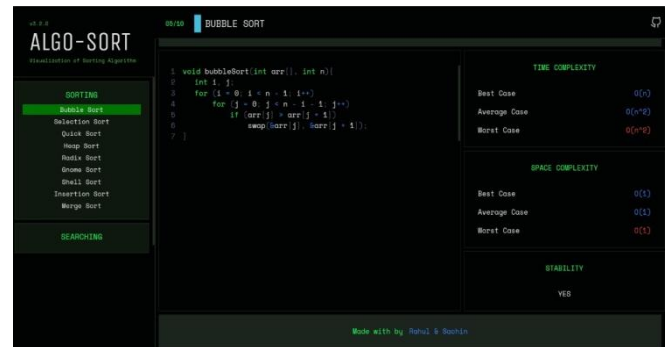 v3.0.0
ALGO-SORT
Visualization of Sorting Algorithm
SORTING
Bubble Sort
Selection Sort
Quick Sort
Heap Sort
Radix Sort
Gnome Sort
Shell Sort
Insertion Sort
Merge Sort
SEARCHING
03/10 BUBBLE SORT
1 void bubbleSort(int arr[], int n){
2 int i, j;
3 for (i = 0; i < n - 1; i++)
4 for (j = 0; j < n - i - 1; j++)
5 if (arr[j] > arr[j + 1])
6 swap(&arr[j], &arr[j + 1]);
7 }
TIME COMPLEXITY
Best Case O(n)
Average Case O(n^2)
Worst Case O(n^2)
SPACE COMPLEXITY
Best Case O(1)
Average Case O(1)
Worst Case O(1)
STABILITY
YES
Made with by Rahul & Sachin